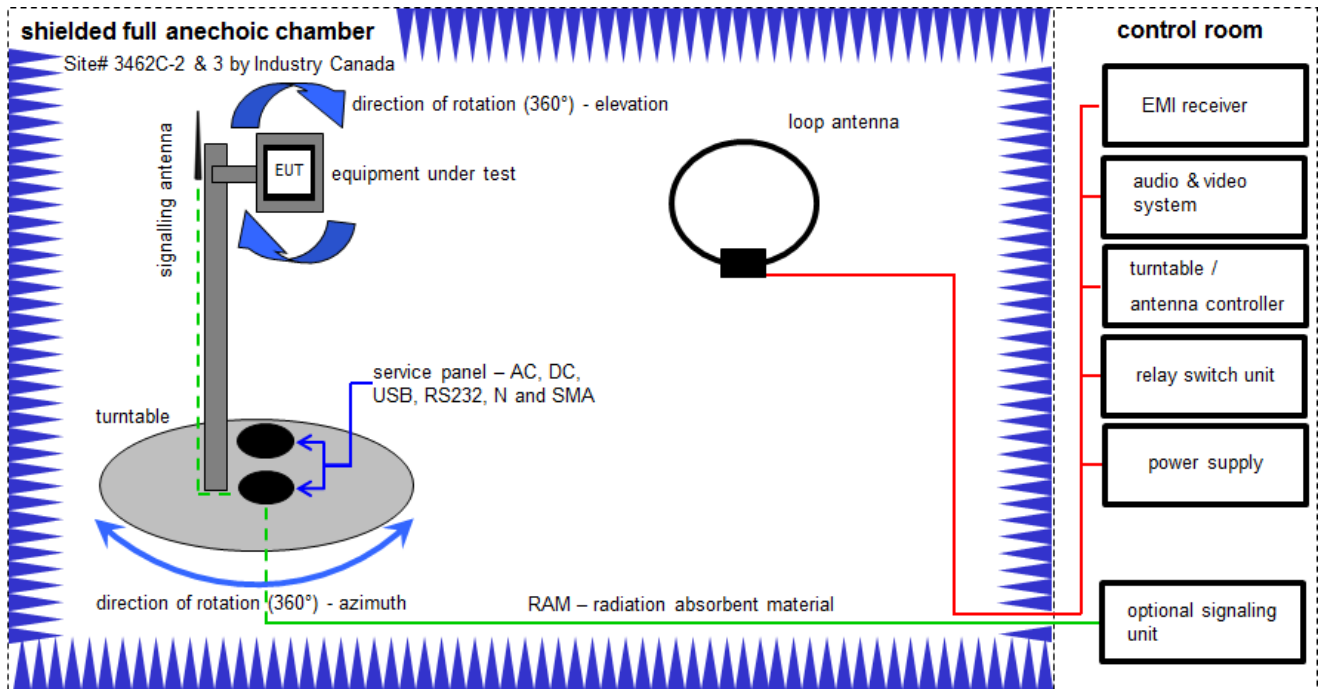 shielded full anechoic chamber
Site# 3462C-2 & 3 by Industry Canada
direction of rotation (360°) - elevation
signalling antenna
EUT
equipment under test
loop antenna
service panel – AC, DC,
USB, RS232, N and SMA
turntable
direction of rotation (360°) - azimuth
RAM – radiation absorbent material
control room
EMI receiver
audio & video
system
turntable /
antenna controller
relay switch unit
power supply
optional signaling
unit